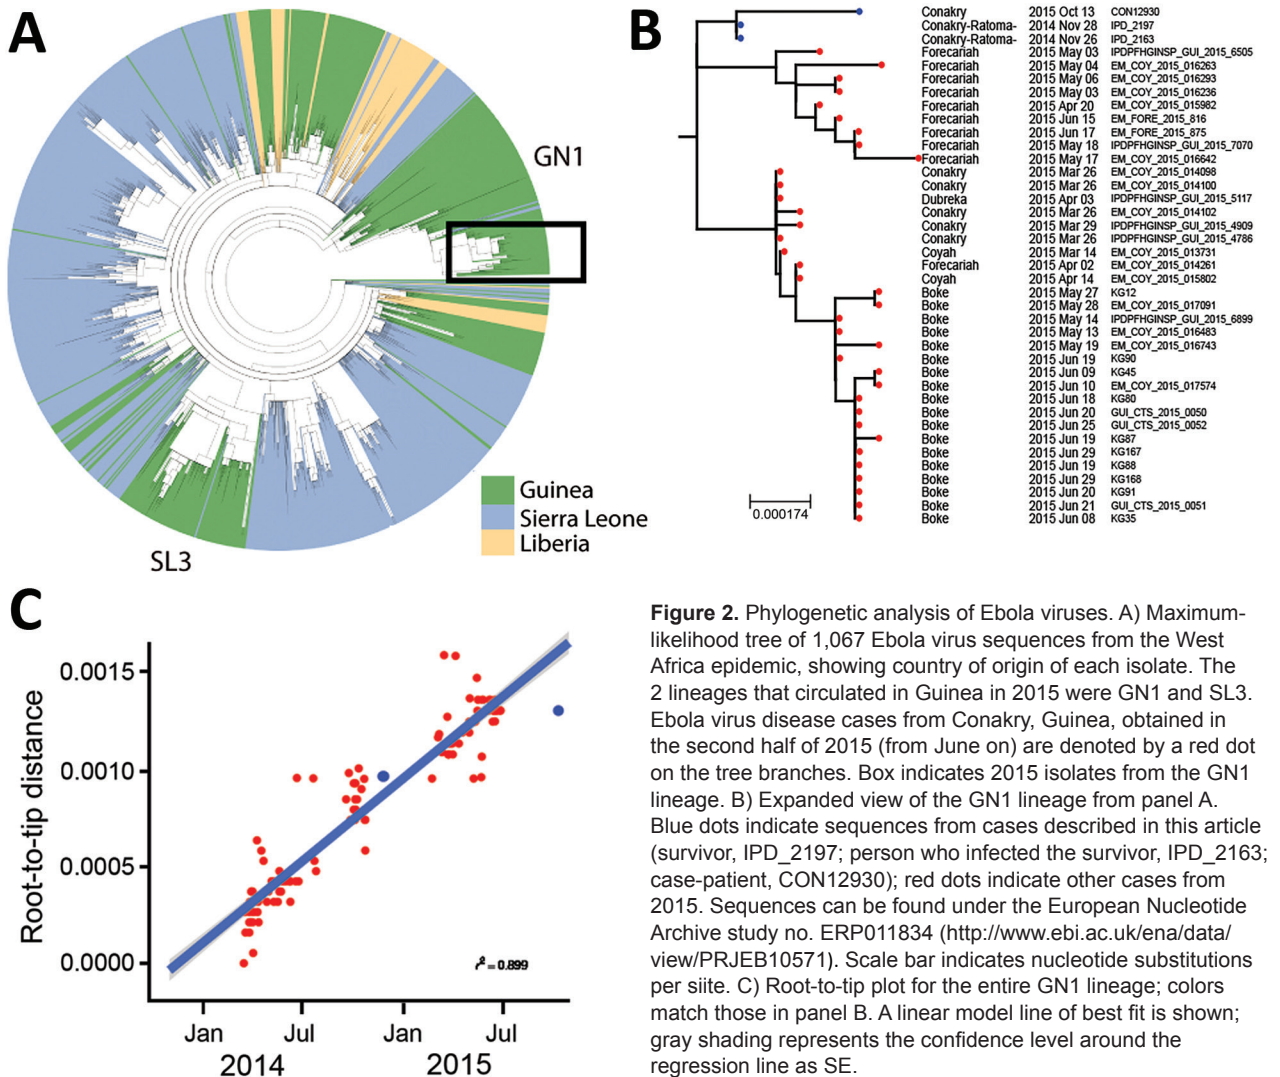 A
GN1
SL3
Guinea
Sierra Leone
Liberia
B
Conakry 2015 Oct 13 CON12930
Conakry-Ratoma- 2014 Nov 28 IPD_2197
Conakry-Ratoma- 2014 Nov 26 IPD_2163
Forecariah 2015 May 03 IPDPFHGINSP_GUI_2015_6505
Forecariah 2015 May 04 EM_COY_2015_016263
Forecariah 2015 May 06 EM_COY_2015_016293
Forecariah 2015 May 03 EM_COY_2015_016236
Forecariah 2015 Apr 20 EM_COY_2015_015982
Forecariah 2015 Jun 15 EM_FORE_2015_816
Forecariah 2015 Jun 17 EM_FORE_2015_875
Forecariah 2015 May 18 IPDPFHGINSP_GUI_2015_7070
Forecariah 2015 May 17 EM_COY_2015_016642
Conakry 2015 Mar 26 EM_COY_2015_014098
Conakry 2015 Mar 26 EM_COY_2015_014100
Dubreka 2015 Apr 03 IPDPFHGINSP_GUI_2015_5117
Conakry 2015 Mar 26 EM_COY_2015_014102
Conakry 2015 Mar 29 IPDPFHGINSP_GUI_2015_4909
Conakry 2015 Mar 26 IPDPFHGINSP_GUI_2015_4786
Coyah 2015 Mar 14 EM_COY_2015_013731
Forecariah 2015 Apr 02 EM_COY_2015_014261
Coyah 2015 Apr 14 EM_COY_2015_015802
Boke 2015 May 27 KG12
Boke 2015 May 28 EM_COY_2015_017091
Boke 2015 May 14 IPDPFHGINSP_GUI_2015_6899
Boke 2015 May 13 EM_COY_2015_016483
Boke 2015 May 19 EM_COY_2015_016743
Boke 2015 Jun 19 KG90
Boke 2015 Jun 09 KG45
Boke 2015 Jun 10 EM_COY_2015_017574
Boke 2015 Jun 18 KG80
Boke 2015 Jun 20 GUI_CTS_2015_0050
Boke 2015 Jun 25 GUI_CTS_2015_0052
Boke 2015 Jun 19 KG87
Boke 2015 Jun 29 KG167
Boke 2015 Jun 19 KG88
Boke 2015 Jun 29 KG168
Boke 2015 Jun 20 KG91
Boke 2015 Jun 21 GUI_CTS_2015_0051
Boke 2015 Jun 08 KG35
0.000174
C
Root-to-tip distance
0.0015
0.0010
0.0005
0.0000
r² = 0.899
Jan Jul Jan Jul
2014 2015
Figure 2. Phylogenetic analysis of Ebola viruses. A) Maximum-
likelihood tree of 1,067 Ebola virus sequences from the West
Africa epidemic, showing country of origin of each isolate. The
2 lineages that circulated in Guinea in 2015 were GN1 and SL3.
Ebola virus disease cases from Conakry, Guinea, obtained in
the second half of 2015 (from June on) are denoted by a red dot
on the tree branches. Box indicates 2015 isolates from the GN1
lineage. B) Expanded view of the GN1 lineage from panel A.
Blue dots indicate sequences from cases described in this article
(survivor, IPD_2197; person who infected the survivor, IPD_2163;
case-patient, CON12930); red dots indicate other cases from
2015. Sequences can be found under the European Nucleotide
Archive study no. ERP011834 (http://www.ebi.ac.uk/ena/data/
view/PRJEB10571). Scale bar indicates nucleotide substitutions
per siite. C) Root-to-tip plot for the entire GN1 lineage; colors
match those in panel B. A linear model line of best fit is shown;
gray shading represents the confidence level around the
regression line as SE.